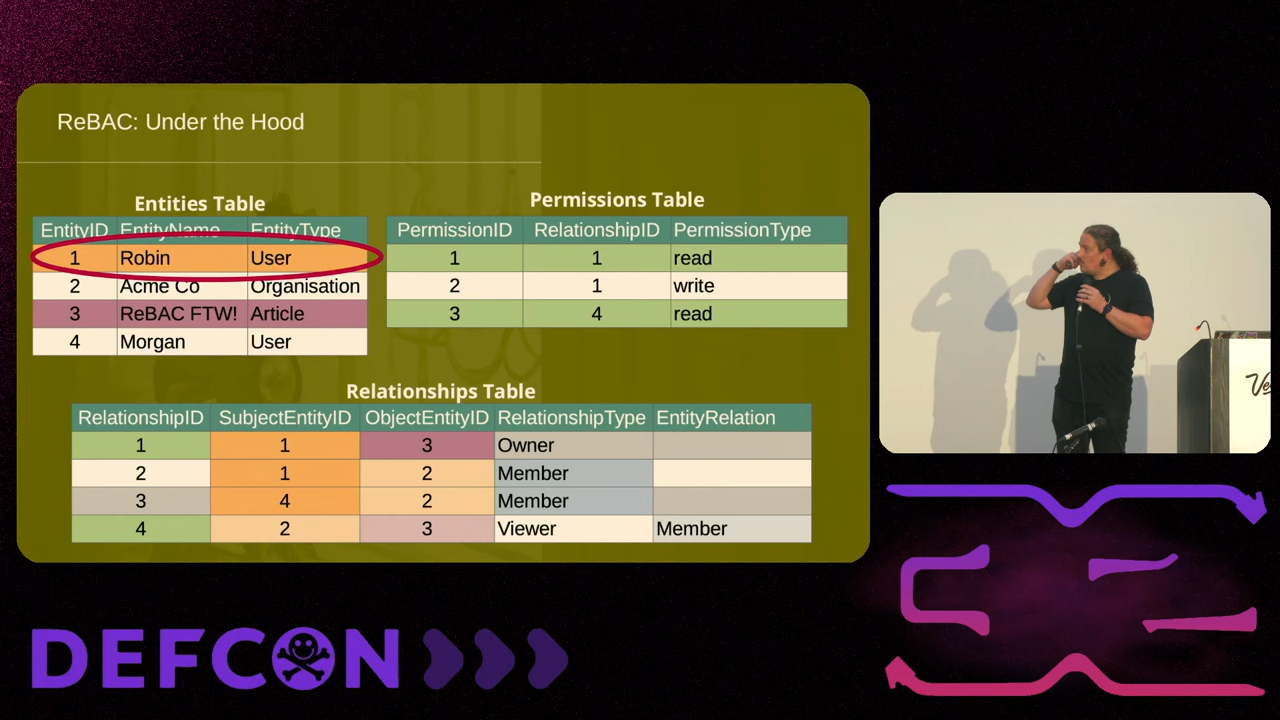 ReBAC: Under the Hood
Entities Table
EntityID EntityName EntityType
1 Robin User
2 Acme Co Organisation
3 ReBAC FTW! Article
4 Morgan User
Permissions Table
PermissionID RelationshipID PermissionType
1 1 read
2 1 write
3 4 read
Relationships Table
RelationshipID SubjectEntityID ObjectEntityID RelationshipType EntityRelation
1 1 3 Owner
2 1 2 Member
3 4 2 Member
4 2 3 Viewer Member
DEFCON